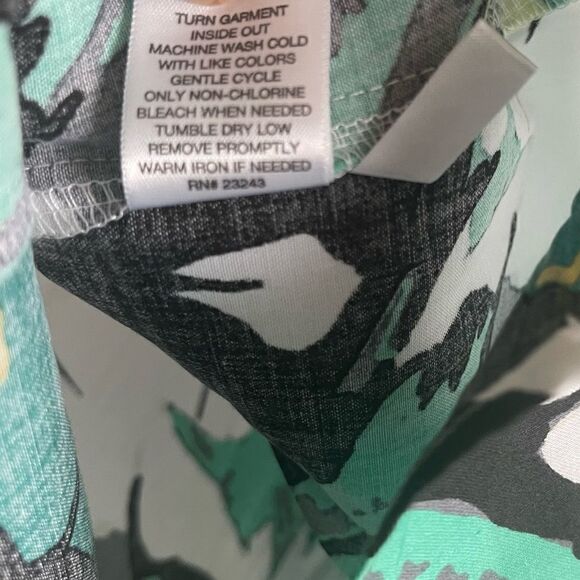 TURN GARMENT
INSIDE OUT
MACHINE WASH COLD
WITH LIKE COLORS
GENTLE CYCLE
ONLY NON-CHLORINE
BLEACH WHEN NEEDED
TUMBLE DRY LOW
REMOVE PROMPTLY
WARM IRON IF NEEDED
RN# 23243